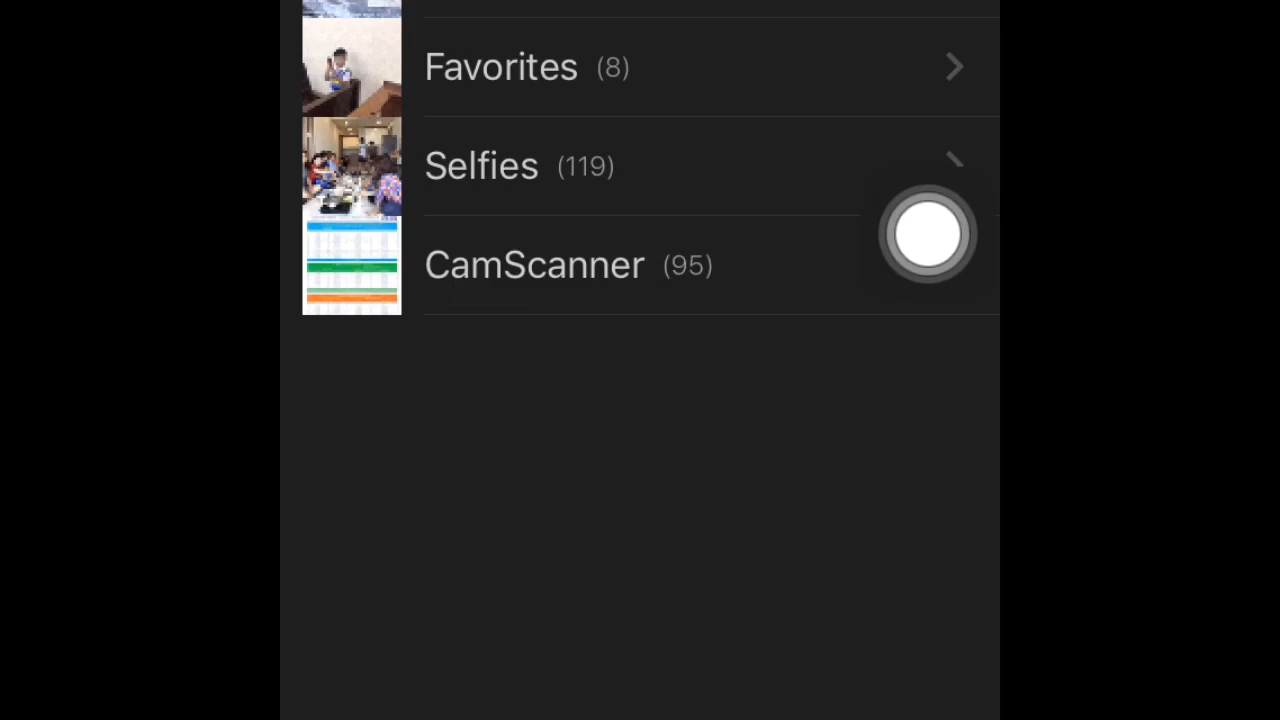 Favorites (8)
Selfies (119)
CamScanner (95)